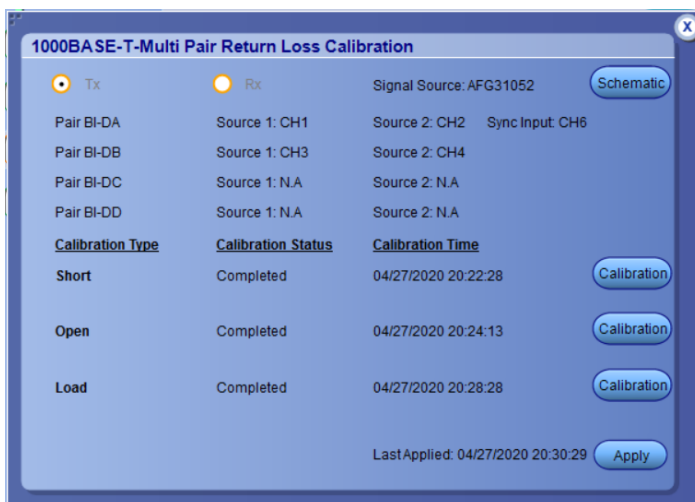 1000BASE-T-Multi Pair Return Loss Calibration
X
Tx Rx Signal Source: AFG31052 Schematic
Pair BI-DA Source 1: CH1 Source 2: CH2 Sync Input: CH6
Pair BI-DB Source 1: CH3 Source 2: CH4
Pair BI-DC Source 1: N.A Source 2: N.A
Pair BI-DD Source 1: N.A Source 2: N.A
Calibration Type Calibration Status Calibration Time
Short Completed 04/27/2020 20:22:28 Calibration
Open Completed 04/27/2020 20:24:13 Calibration
Load Completed 04/27/2020 20:28:28 Calibration
Last Applied: 04/27/2020 20:30:29 Apply